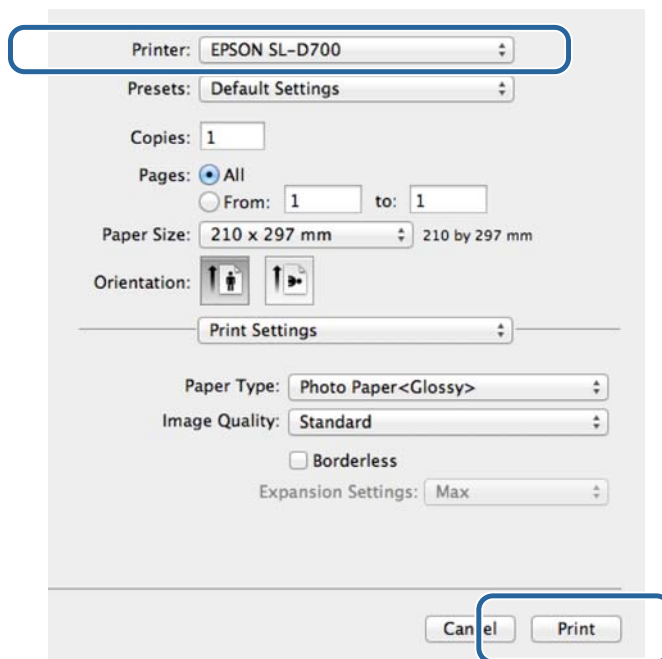 Printer: EPSON SL-D700
Presets: Default Settings
Copies: 1
Pages: All
From: 1 to: 1
Paper Size: 210 x 297 mm 210 by 297 mm
Orientation:
Print Settings
Paper Type: Photo Paper<Glossy>
Image Quality: Standard
Borderless
Expansion Settings: Max
Cancel Print